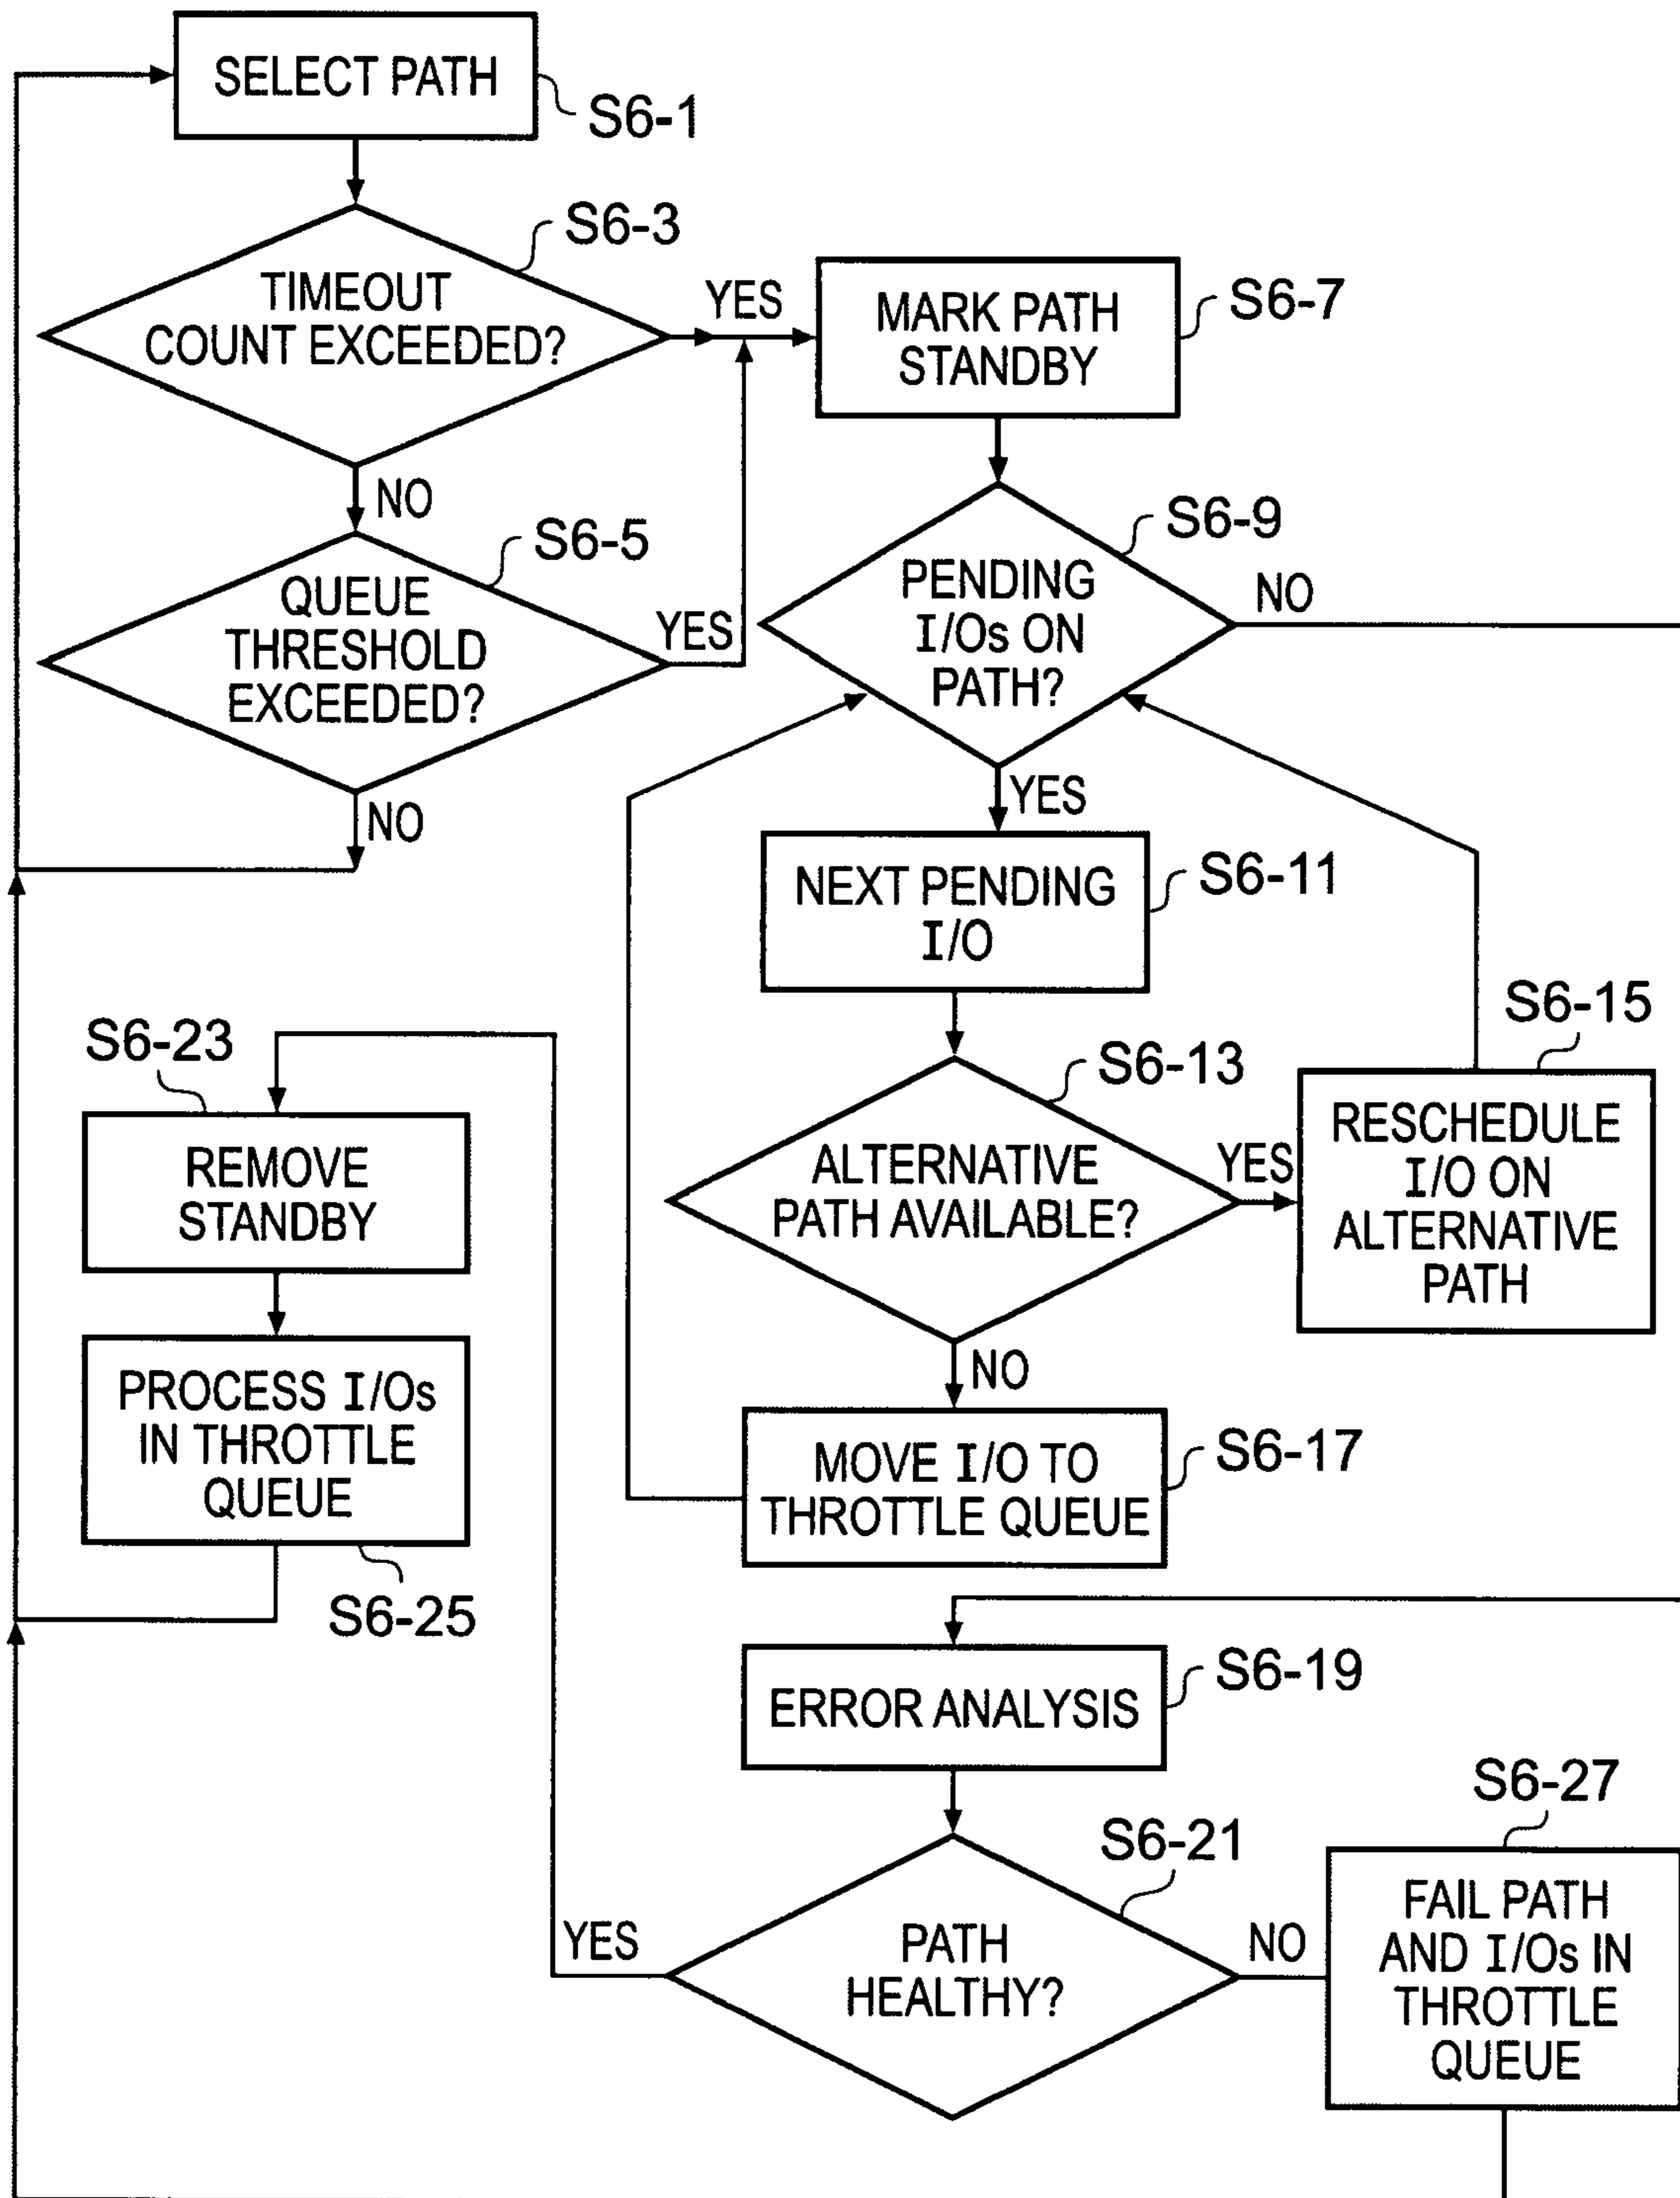 SELECT PATH
S6-1
S6-3
TIMEOUT
COUNT EXCEEDED?
YES
MARK PATH
STANDBY
S6-7
NO
S6-5
QUEUE
THRESHOLD
EXCEEDED?
YES
NO
S6-9
PENDING
I/Os ON
PATH?
NO
YES
NEXT PENDING
I/O
S6-11
S6-13
ALTERNATIVE
PATH AVAILABLE?
YES
S6-15
RESCHEDULE
I/O ON
ALTERNATIVE
PATH
NO
MOVE I/O TO
THROTTLE QUEUE
S6-17
S6-23
REMOVE
STANDBY
PROCESS I/Os
IN THROTTLE
QUEUE
S6-25
ERROR ANALYSIS
S6-19
S6-21
PATH
HEALTHY?
YES
NO
S6-27
FAIL PATH
AND I/Os IN
THROTTLE
QUEUE